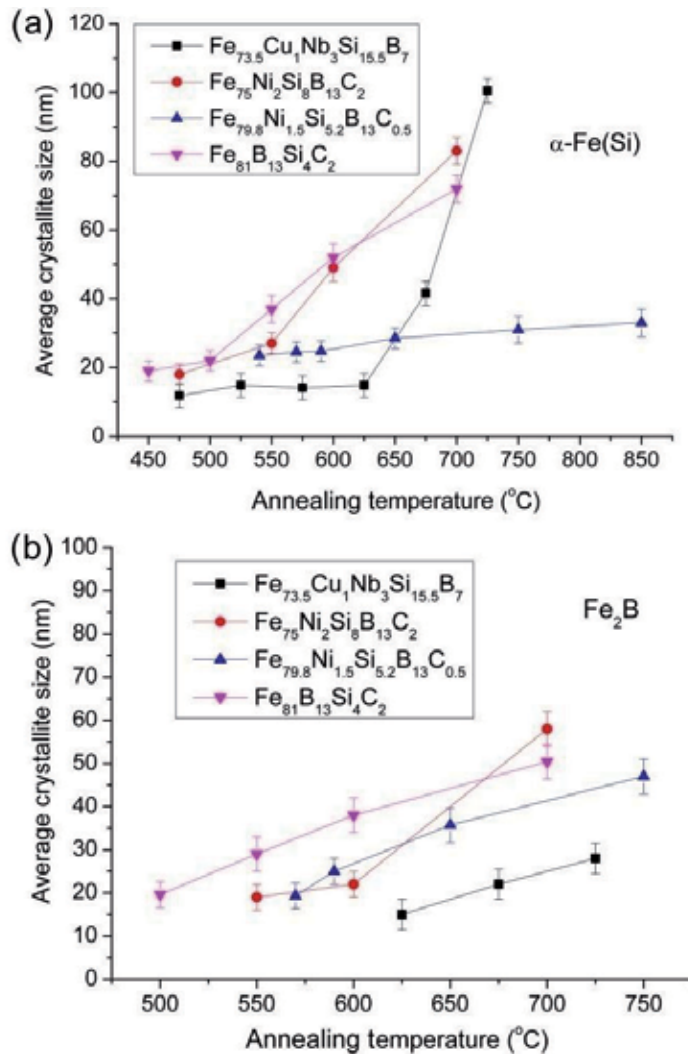 (a)
120
100
80
60
40
20
0
Average crystallite size (nm)
Fe73.5Cu1Nb3Si15.5B7
Fe75Ni2Si8B13C2
Fe79.8Ni1.5Si5.2B13C0.5
Fe81B13Si4C2
α-Fe(Si)
450 500 550 600 650 700 750 800 850
Annealing temperature (°C)
(b)
100
90
80
70
60
50
40
30
20
10
0
Average crystallite size (nm)
Fe73.5Cu1Nb3Si15.5B7
Fe75Ni2Si8B13C2
Fe79.8Ni1.5Si5.2B13C0.5
Fe81B13Si4C2
Fe2B
500 550 600 650 700 750
Annealing temperature (°C)